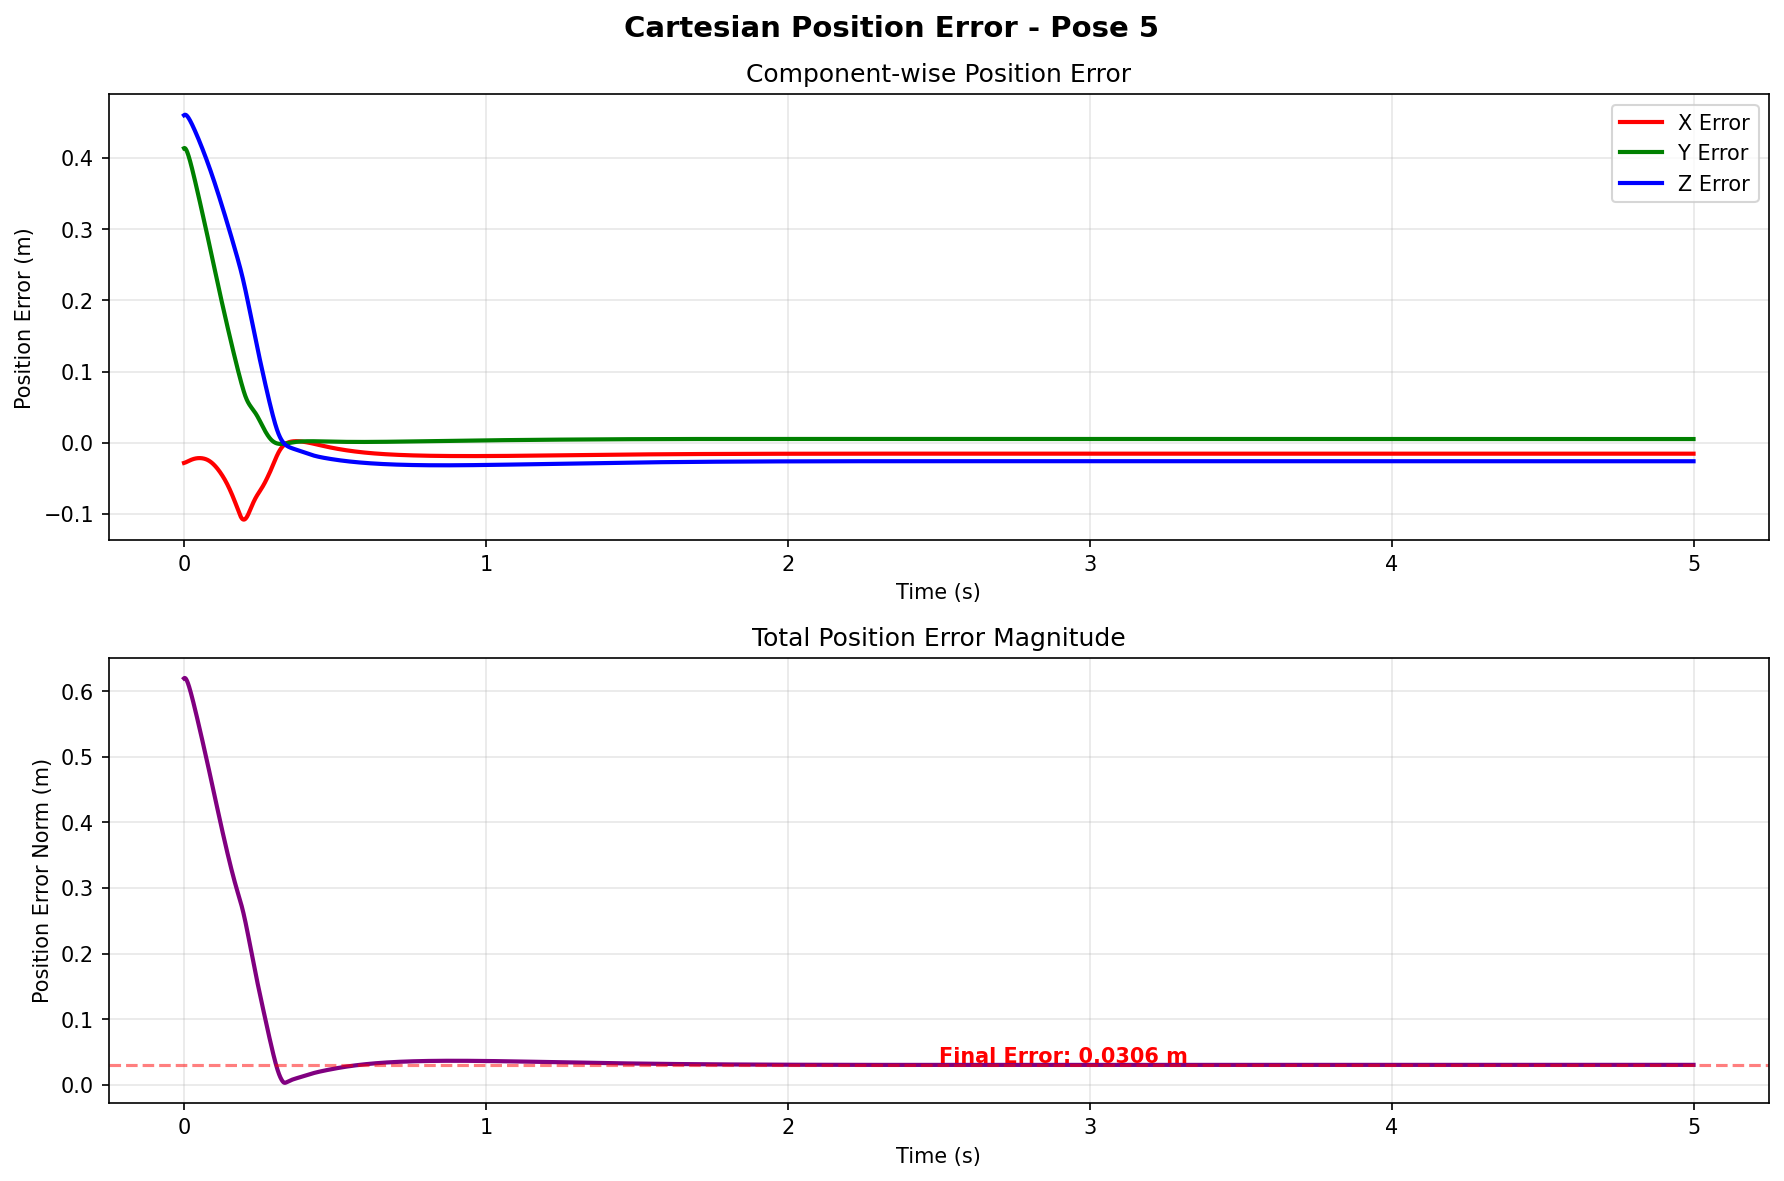 Cartesian Position Error - Pose 5
Component-wise Position Error
X Error
Y Error
Z Error
Position Error (m)
0.4
0.3
0.2
0.1
0.0
−0.1
0 1 2 3 4 5
Time (s)
Total Position Error Magnitude
Position Error Norm (m)
0.6
0.5
0.4
0.3
0.2
0.1
0.0
Final Error: 0.0306 m
0 1 2 3 4 5
Time (s)